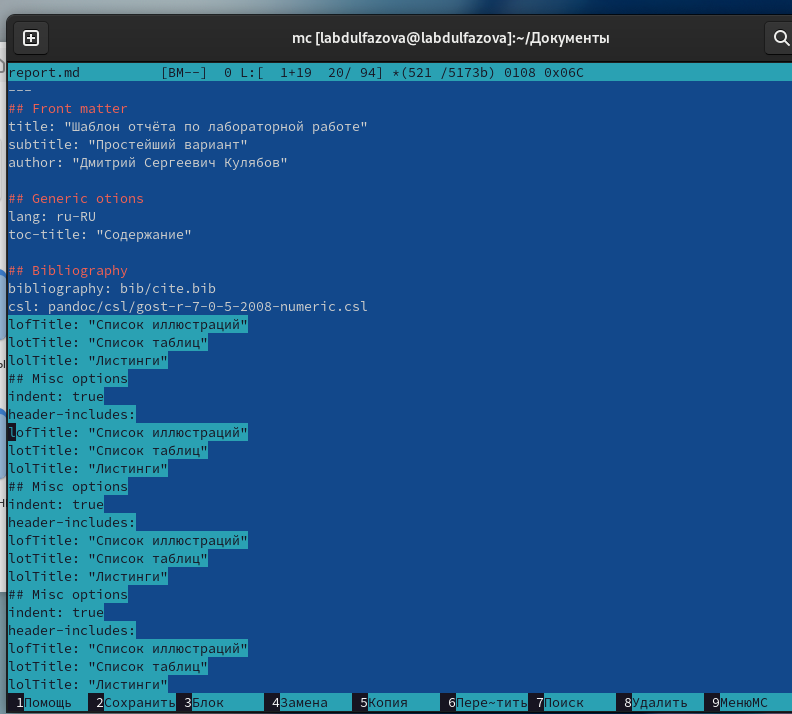 mc [labdulfazova@labdulfazova]:~/Документы
report.md [BM--] 0 L:[ 1+19 20/ 94] *(521 /5173b) 0108 0x06C
---
## Front matter
title: "Шаблон отчёта по лабораторной работе"
subtitle: "Простейший вариант"
author: "Дмитрий Сергеевич Кулябов"
## Generic otions
lang: ru-RU
toc-title: "Содержание"
## Bibliography
bibliography: bib/cite.bib
csl: pandoc/csl/gost-r-7-0-5-2008-numeric.csl
lofTitle: "Список иллюстраций"
lotTitle: "Список таблиц"
lolTitle: "Листинги"
## Misc options
indent: true
header-includes:
lofTitle: "Список иллюстраций"
lotTitle: "Список таблиц"
lolTitle: "Листинги"
## Misc options
indent: true
header-includes:
lofTitle: "Список иллюстраций"
lotTitle: "Список таблиц"
lolTitle: "Листинги"
## Misc options
indent: true
header-includes:
lofTitle: "Список иллюстраций"
lotTitle: "Список таблиц"
lolTitle: "Листинги"
1Помощь 2Сохранить 3Блок 4Замена 5Копия 6Пере~тить 7Поиск 8Удалить 9МенюMC